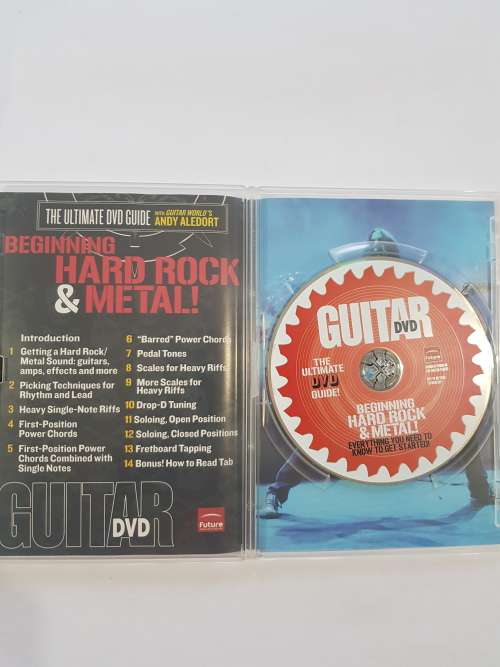 THE ULTIMATE DVD GUIDE WITH GUITAR WORLD'S ANDY ALEDORT
BEGINNING
HARD ROCK
& METAL!
Introduction
1 Getting a Hard Rock/
Metal Sound: guitars,
amps, effects and more
2 Picking Techniques for
Rhythm and Lead
3 Heavy Single-Note Riffs
4 First-Position
Power Chords
5 First-Position Power
Chords Combined with
Single Notes
6 "Barred" Power Chords
7 Pedal Tones
8 Scales for Heavy Riffs
9 More Scales for
Heavy Riffs
10 Drop-D Tuning
11 Soloing, Open Position
12 Soloing, Closed Positions
13 Fretboard Tapping
14 Bonus! How to Read Tab
GUITAR
DVD
Future
GUITAR
DVD
THE
ULTIMATE
DVD
GUIDE!
Future
BEGINNING
HARD ROCK
& METAL!
EVERYTHING YOU NEED TO
KNOW TO GET STARTED!